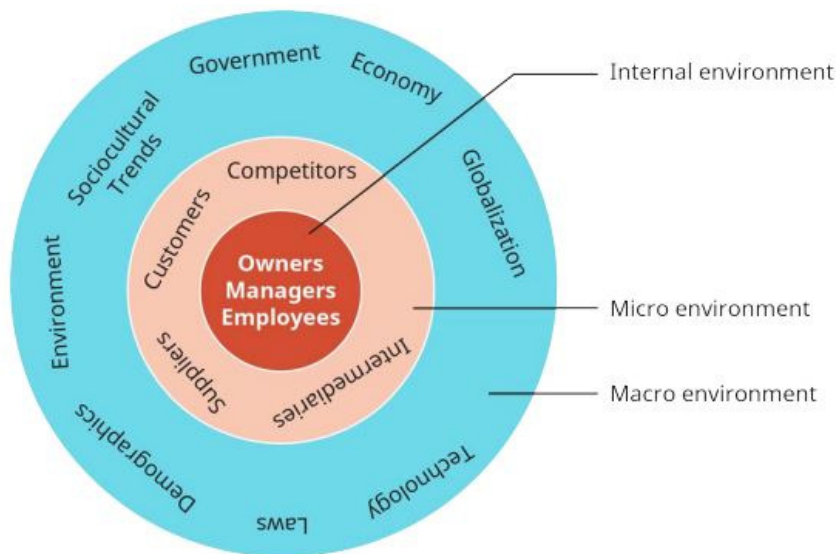 Government
Economy
Globalization
Technology
Laws
Demographics
Environment
Sociocultural
Trends
Competitors
Customers
Suppliers
Intermediaries
Owners
Managers
Employees
Internal environment
Micro environment
Macro environment